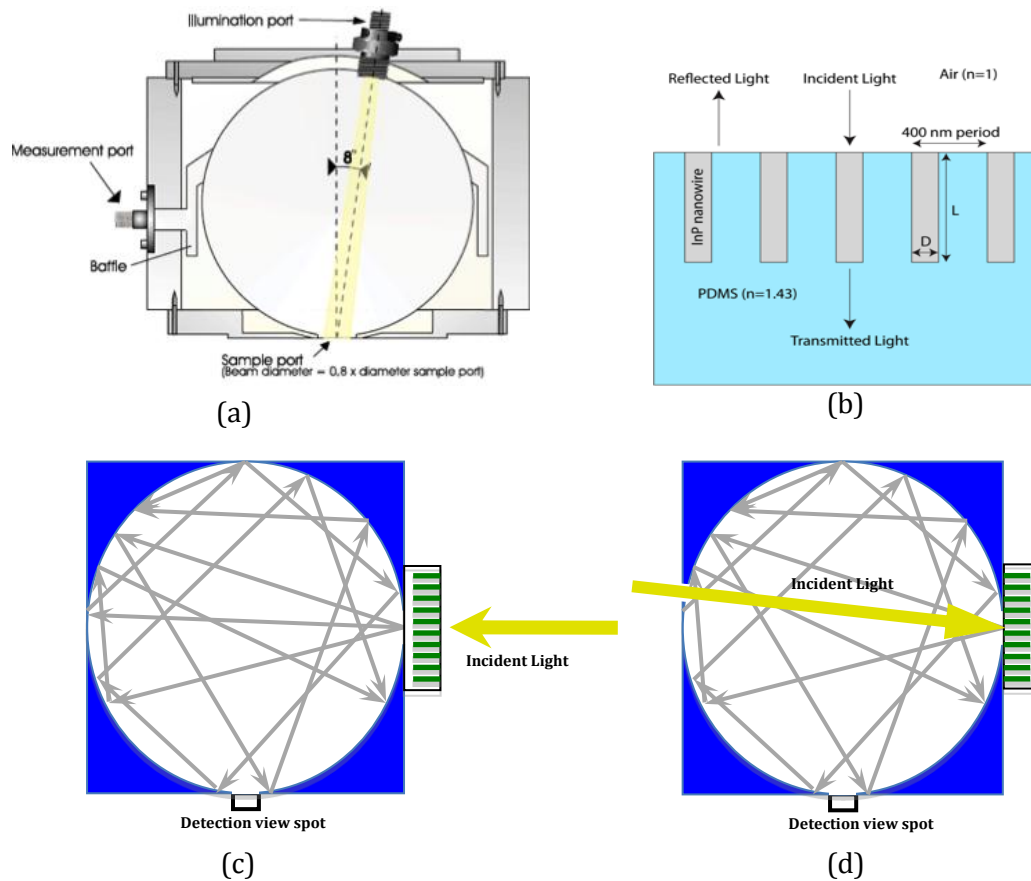 Illumination port
8°
Measurement port
Baffle
Sample port
(Beam diameter = 0,8 x diameter sample port)
(a)
Reflected Light
Incident Light
Air (n=1)
400 nm period
InP nanowire
L
D
PDMS (n=1.43)
Transmitted Light
(b)
Incident Light
Detection view spot
(c)
Incident Light
Detection view spot
(d)